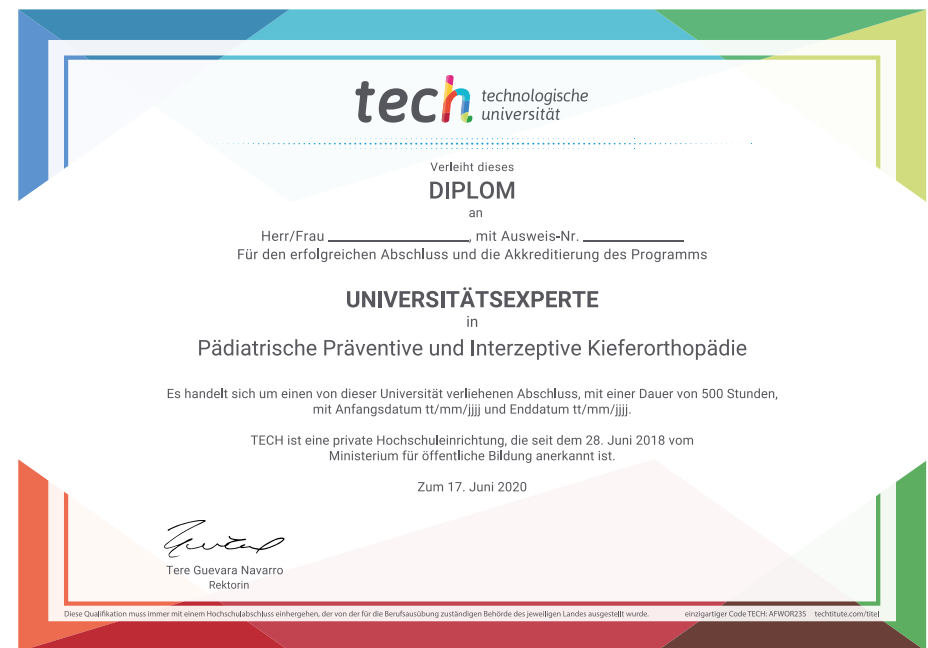 tech technologische
universität
Verleiht dieses
DIPLOM
an
Herr/Frau ____________________, mit Ausweis-Nr. ______________
Für den erfolgreichen Abschluss und die Akkreditierung des Programms
UNIVERSITÄTSEXPERTE
in
Pädiatrische Präventive und Interzeptive Kieferorthopädie
Es handelt sich um einen von dieser Universität verliehenen Abschluss, mit einer Dauer von 500 Stunden,
mit Anfangsdatum tt/mm/jjjj und Enddatum tt/mm/jjjj.
TECH ist eine private Hochschuleinrichtung, die seit dem 28. Juni 2018 vom
Ministerium für öffentliche Bildung anerkannt ist.
Zum 17. Juni 2020
Tere Guevara Navarro
Rektorin
Diese Qualifikation muss immer mit einem Hochschulabschluss einhergehen, der von der für die Berufsausübung zuständigen Behörde des jeweiligen Landes ausgestellt wurde. einzigartiger Code TECH: AFWOR23S techtitute.com/titel